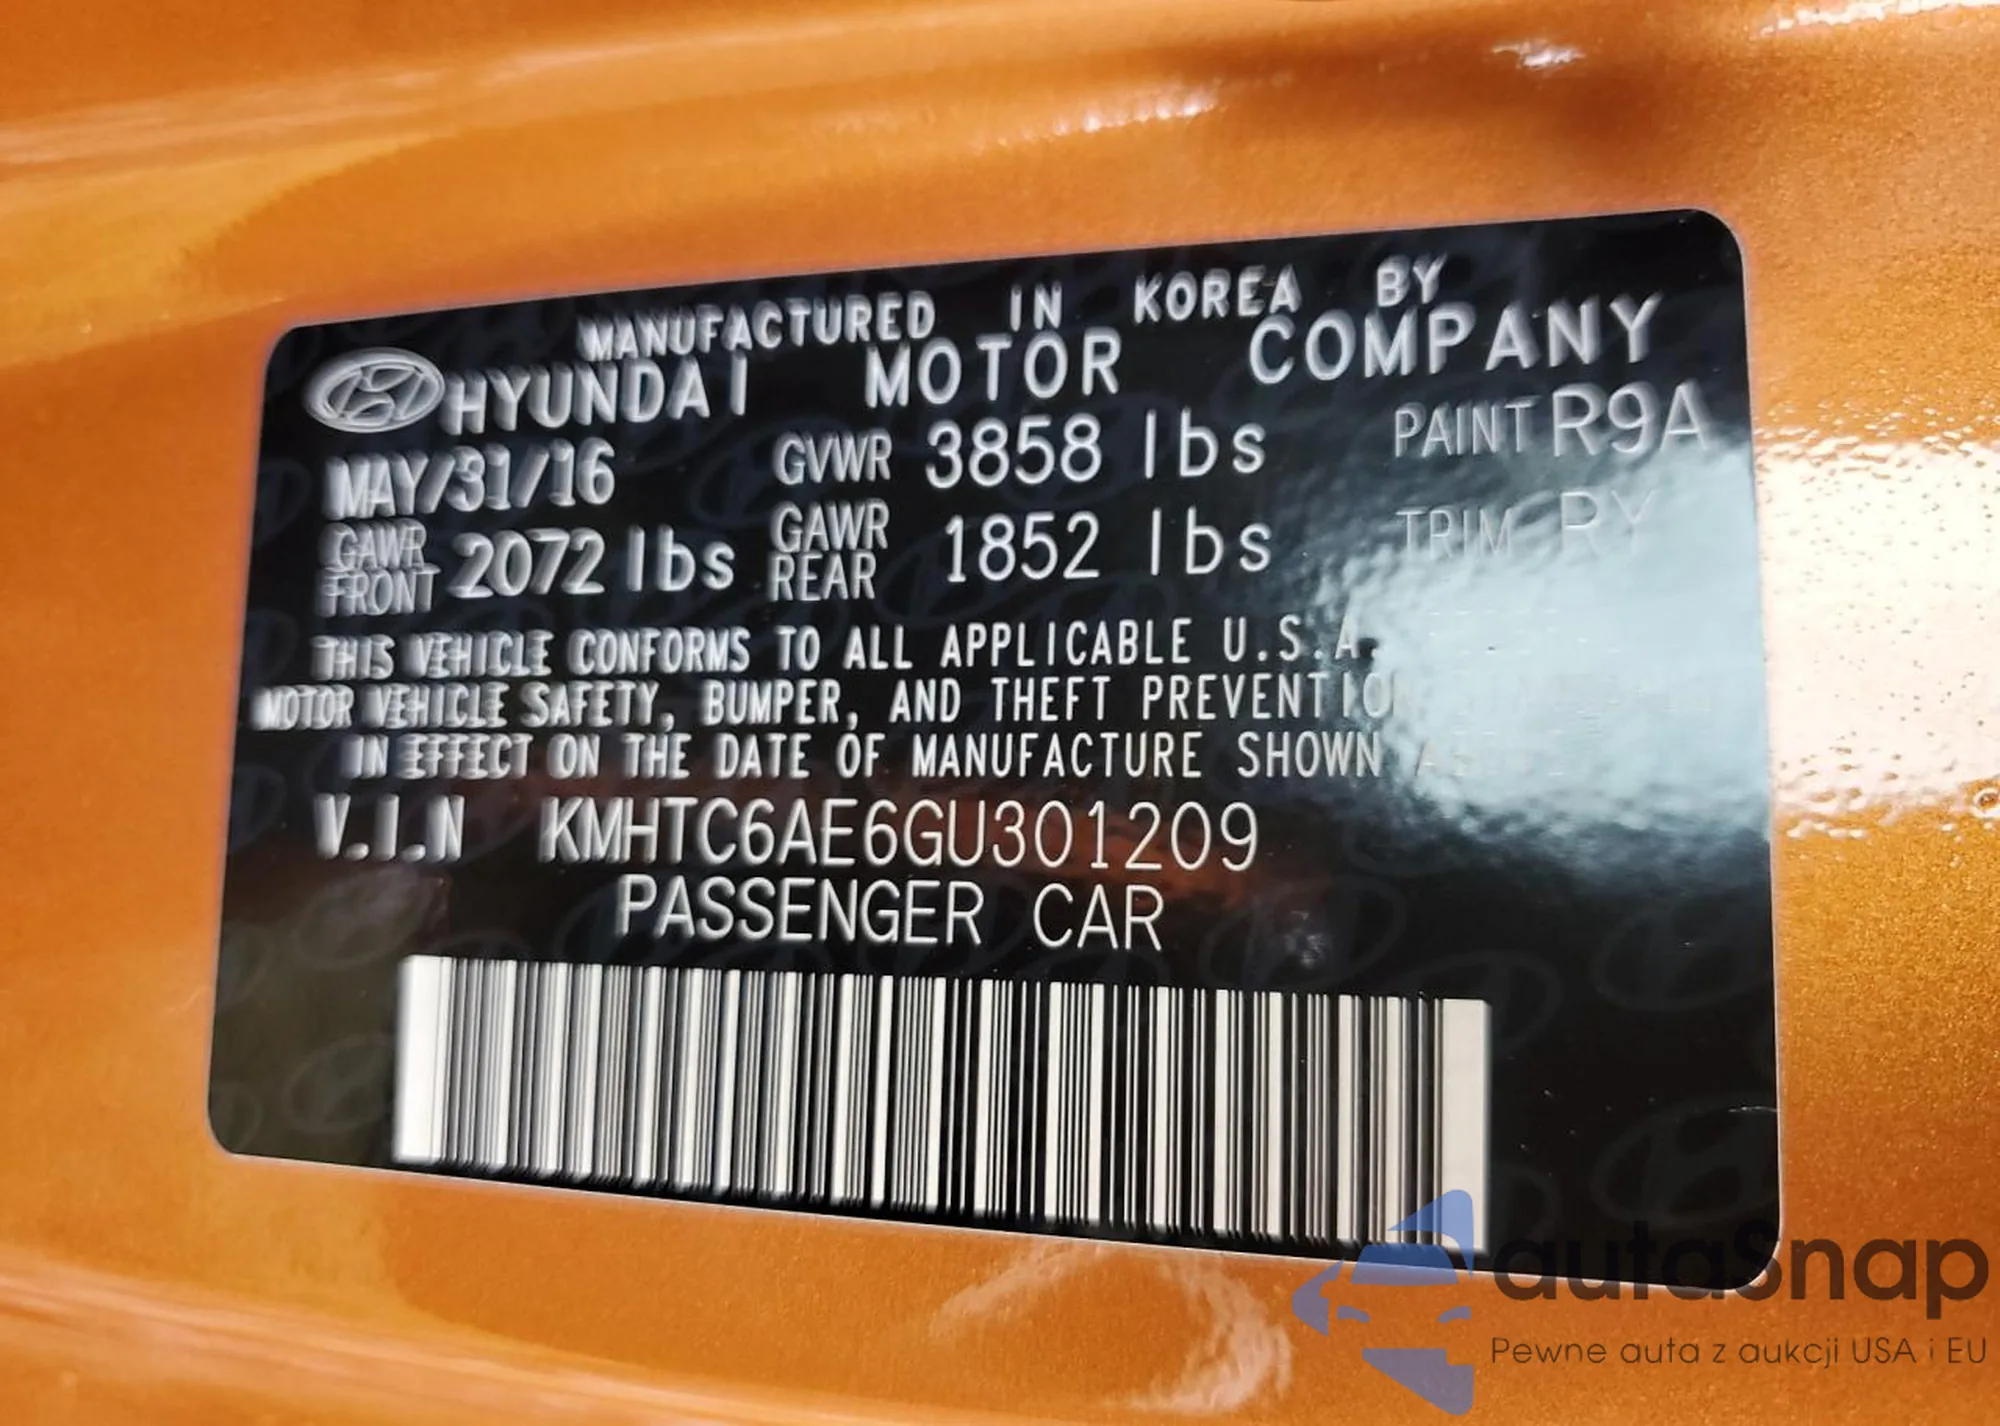 MANUFACTURED IN KOREA BY
HYUNDAI MOTOR COMPANY
MAY/31/16 GVWR 3858 lbs PAINT R9A
GAWR FRONT 2072 lbs GAWR REAR 1852 lbs TRIM RY
THIS VEHICLE CONFORMS TO ALL APPLICABLE U.S.A.
MOTOR VEHICLE SAFETY, BUMPER, AND THEFT PREVENTION
IN EFFECT ON THE DATE OF MANUFACTURE SHOWN
V.I.N KMHTC6AE6GU301209
PASSENGER CAR
autaSnap
Pewne auta z aukcji USA i EU